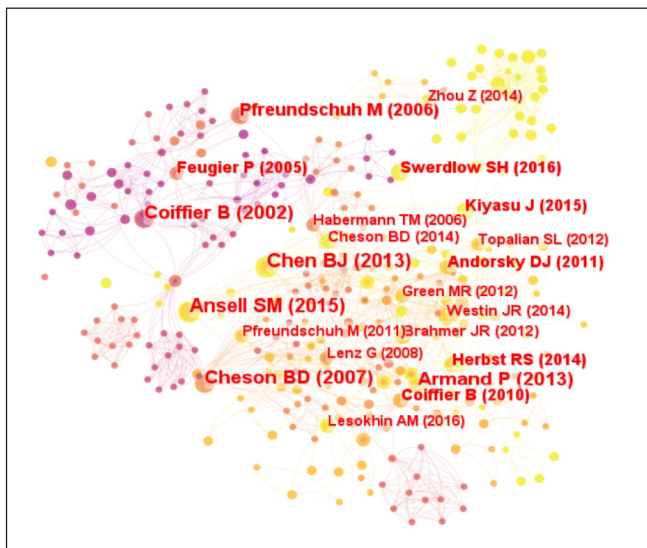 Zhou Z (2014)
Pfreundschuh M (2006)
Feugier P (2005)
Swerdlow SH (2016)
Kiyasu J (2015)
Coiffier B (2002)
Habermann TM (2006)
Cheson BD (2014)
Topalian SL (2012)
Chen BJ (2013)
Andorsky DJ (2011)
Green MR (2012)
Ansell SM (2015)
Westin JR (2014)
Pfreundschuh M (2011)
Brahmer JR (2012)
Lenz G (2008)
Herbst RS (2014)
Cheson BD (2007)
Armand P (2013)
Coiffier B (2010)
Lesokhin AM (2016)